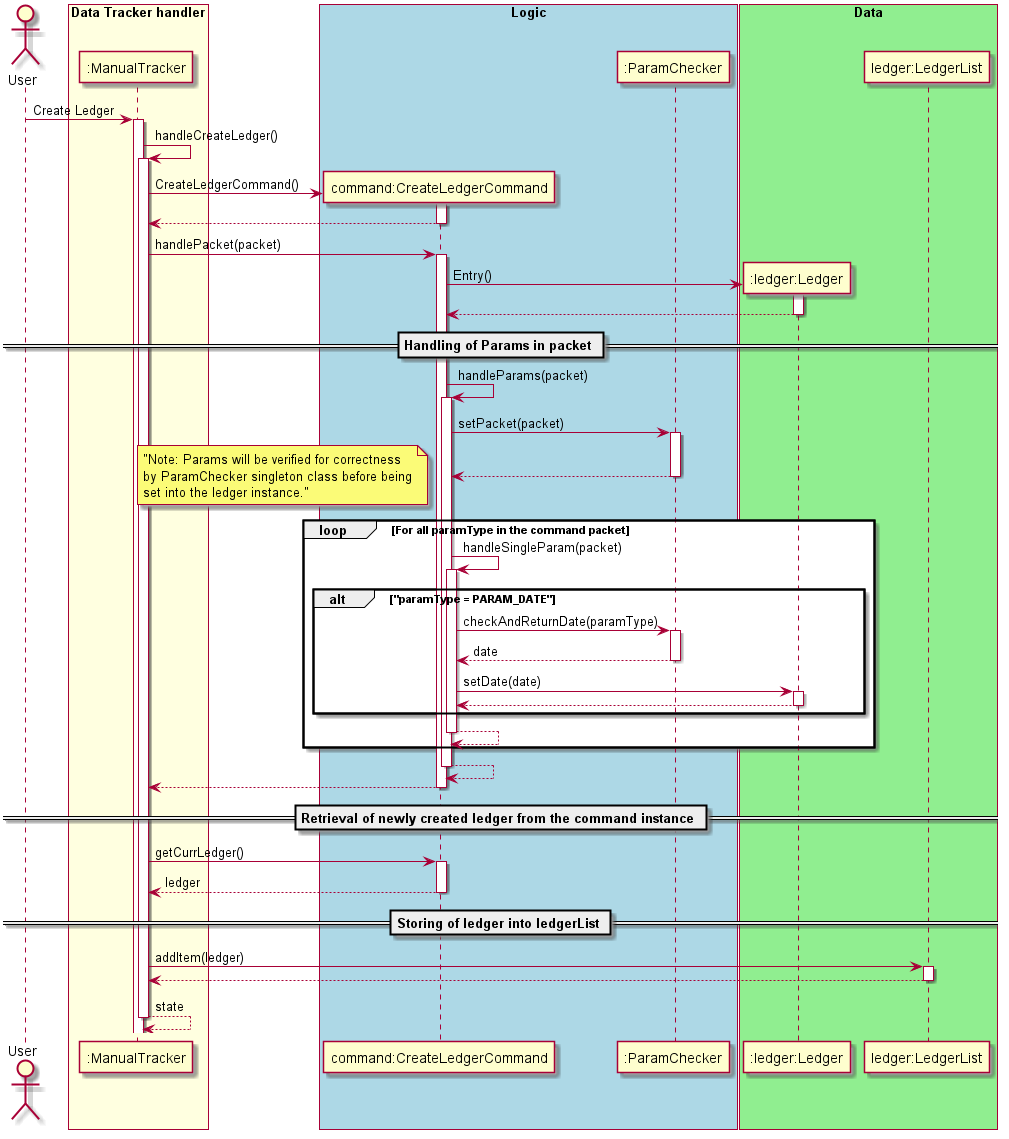 Data Tracker handler
Logic
Data
User
:ManualTracker
:ParamChecker
ledger:LedgerList
Create Ledger
handleCreateLedger()
CreateLedgerCommand()
command:CreateLedgerCommand
handlePacket(packet)
Entry()
:ledger:Ledger
Handling of Params in packet
handleParams(packet)
setPacket(packet)
"Note: Params will be verified for correctness
by ParamChecker singleton class before being
set into the ledger instance."
loop
[For all paramType in the command packet]
handleSingleParam(packet)
alt
["paramType = PARAM_DATE"]
checkAndReturnDate(paramType)
date
setDate(date)
Retrieval of newly created ledger from the command instance
getCurrLedger()
ledger
Storing of ledger into ledgerList
addItem(ledger)
state
User
:ManualTracker
command:CreateLedgerCommand
:ParamChecker
:ledger:Ledger
ledger:LedgerList